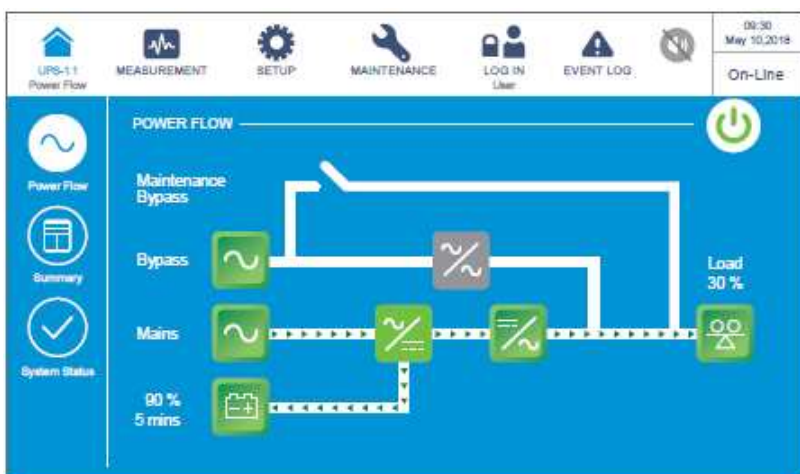 UPS-1.1
Power Flow
MEASUREMENT
SETUP
MAINTENANCE
LOG IN
User
EVENT LOG
09:30
May 10,2018
On-Line
POWER FLOW
Power Flow
Summary
System Status
Maintenance
Bypass
Bypass
Mains
90 %
5 mins
Load
30 %